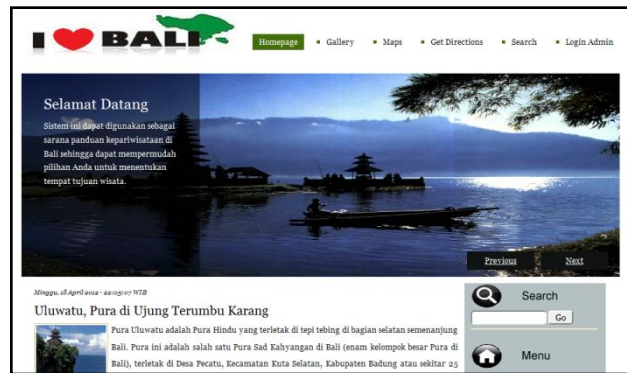 I BALI
Homepage
Gallery
Maps
Get Directions
Search
Login Admin
Selamat Datang
Sistem ini dapat digunakan sebagai
sarana panduan kepariwisataan di
Bali sehingga dapat mempermudah
pilihan Anda untuk menentukan
tempat tujuan wisata.
Previous
Next
Minggu, 18 April 2012 - 22:05:07 WIB
Uluwatu, Pura di Ujung Terumbu Karang
Pura Uluwatu adalah Pura Hindu yang terletak di tepi tebing di bagian selatan semenanjung
Bali. Pura ini adalah salah satu Pura Sad Kahyangan di Bali (enam kelompok besar Pura di
Bali), terletak di Desa Pecatu, Kecamatan Kuta Selatan, Kabupaten Badung atau sekitar 25
Search
Go
Menu